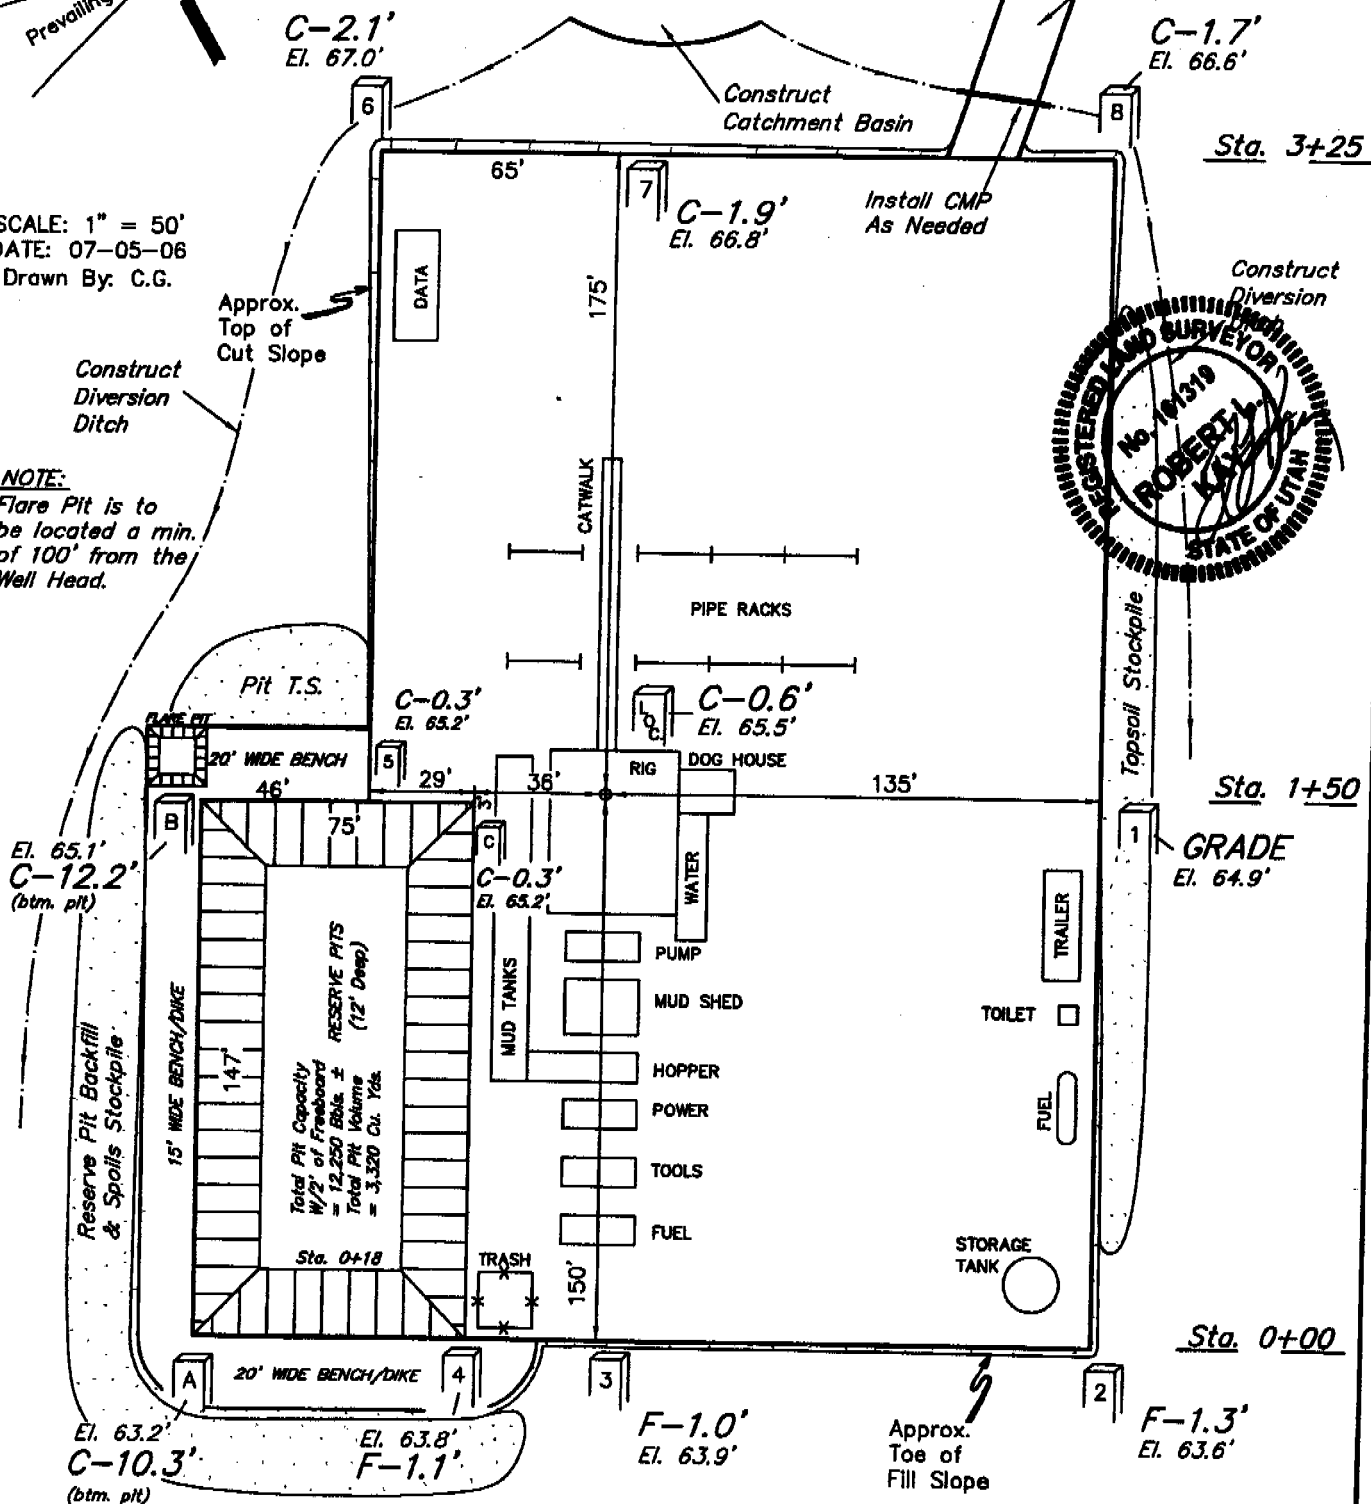 Prevailing
C-2.1'
El. 67.0'
6
Construct
Catchment Basin
C-1.7'
El. 66.6'
8
Sta. 3+25
65'
7
C-1.9'
El. 66.8'
Install CMP
As Needed
SCALE: 1" = 50'
DATE: 07-05-06
Drawn By: C.G.
DATA
175'
Approx.
Top of
Cut Slope
Construct
Diversion
Ditch
Construct
Diversion
REGISTERED LAND SURVEYOR
No. 161319
ROBERT L.
KAY
STATE OF UTAH
NOTE:
Flare Pit is to
be located a min.
of 100' from the
Well Head.
CATWALK
PIPE RACKS
Topsoil Stockpile
Pit T.S.
C-0.3'
El. 65.2'
LOC.
C-0.6'
El. 65.5'
FLARE PIT
20' WIDE BENCH
5
RIG
DOG HOUSE
46'
29'
3'
36'
135'
Sta. 1+50
B
75'
C
1
GRADE
El. 64.9'
El. 65.1'
C-12.2'
(btm. pit)
C-0.3'
El. 65.2'
WATER
TRAILER
PUMP
MUD TANKS
MUD SHED
TOILET
HOPPER
FUEL
POWER
TOOLS
FUEL
RESERVE PITS
(12' Deep)
Total Pit Capacity
W/2' of Freeboard
= 12,250 Bbls. ±
Total Pit Volume
= 3,320 Cu. Yds.
147'
15' WIDE BENCH/DIKE
Reserve Pit Backfill
& Spoils Stockpile
Sta. 0+18
TRASH
150'
STORAGE
TANK
Sta. 0+00
A
20' WIDE BENCH/DIKE
4
3
2
El. 63.2'
C-10.3'
(btm. pit)
El. 63.8'
F-1.1'
F-1.0'
El. 63.9'
Approx.
Toe of
Fill Slope
F-1.3'
El. 63.6'